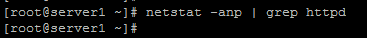 [root@server1 ~]# netstat -anp | grep httpd
[root@server1 ~]#